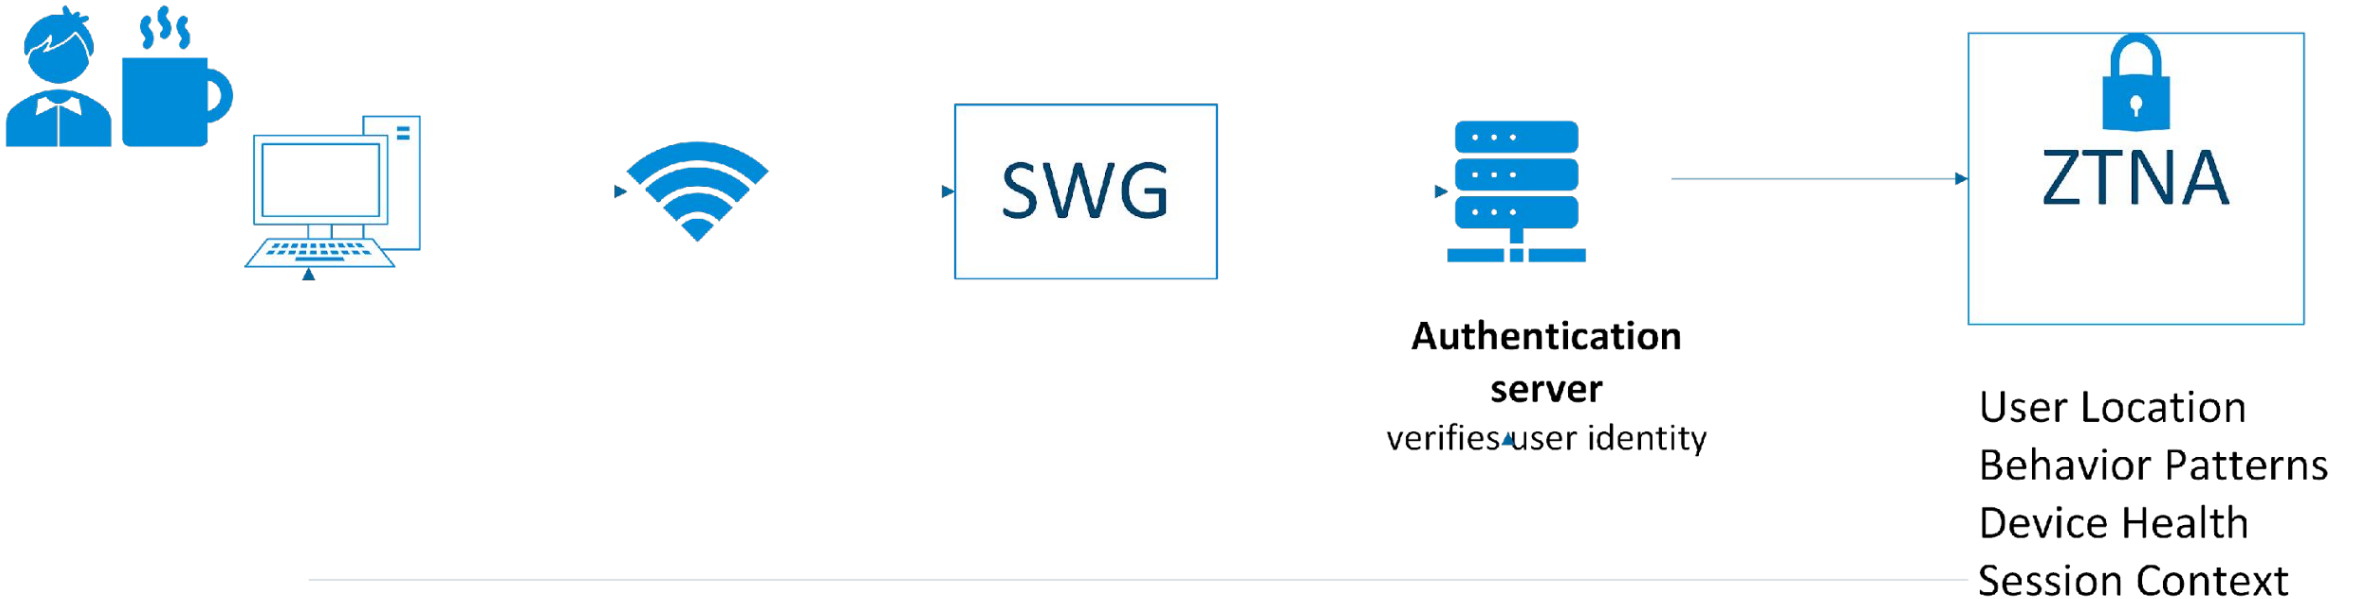 SWG
ZTNA
Authentication
server
verifies user identity
User Location
Behavior Patterns
Device Health
Session Context